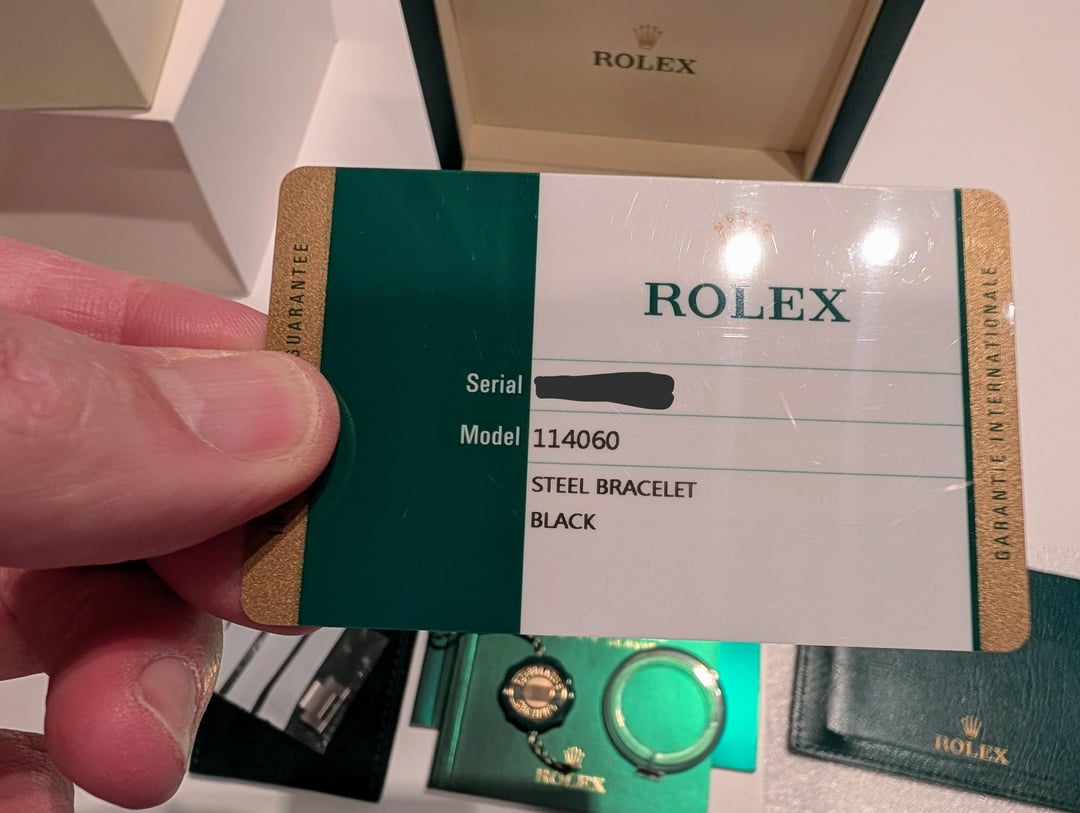 ROLEX
GUARANTEE
ROLEX
Serial
Model 114060
STEEL BRACELET
BLACK
GARANTIE INTERNATIONALE
ROLEX
ROLEX